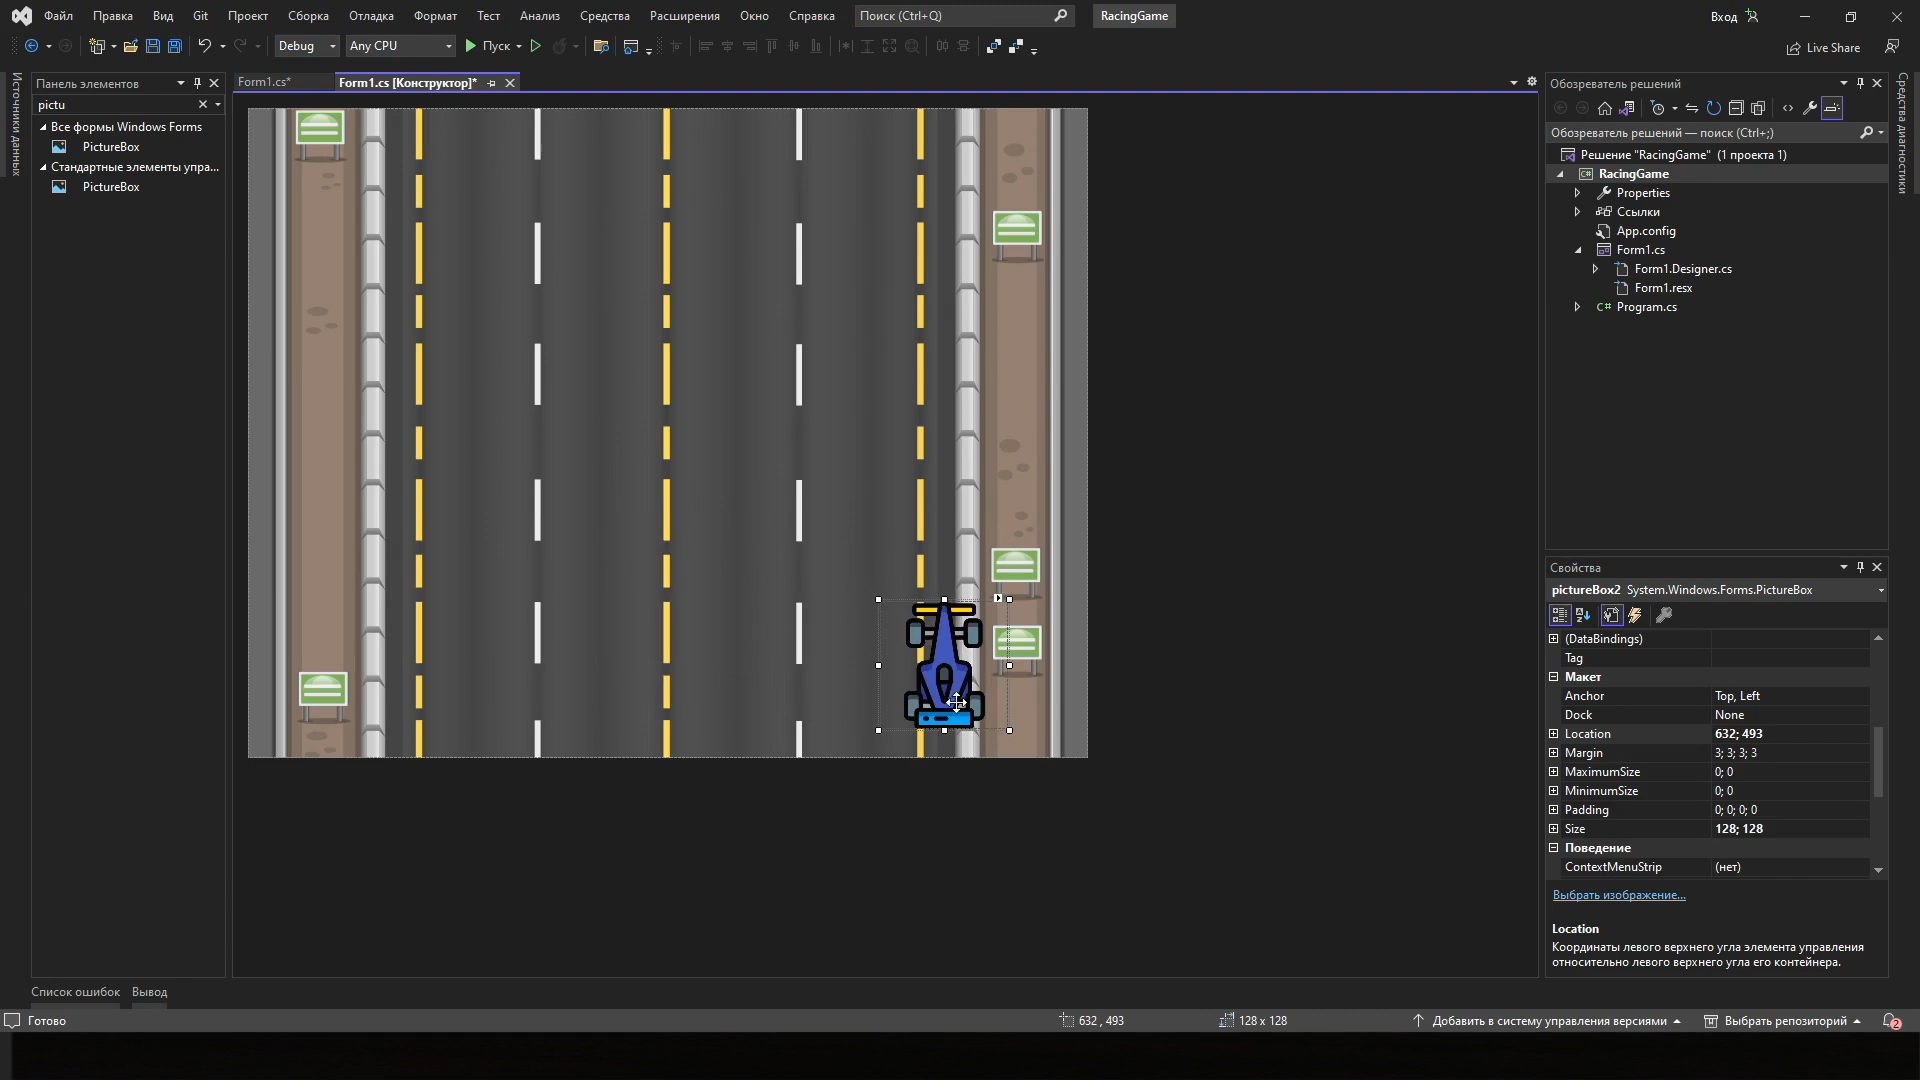 Файл Правка Вид Git Проект Сборка Отладка Формат Тест Анализ Средства Расширения Окно Справка Поиск (Ctrl+Q) RacingGame Вход
Debug Any CPU Пуск Live Share
Источники данных
Панель элементов
pictu
Все формы Windows Forms
PictureBox
Стандартные элементы упра...
PictureBox
Form1.cs* Form1.cs [Конструктор]*
Обозреватель решений
Обозреватель решений — поиск (Ctrl+;)
Решение "RacingGame" (1 проекта 1)
RacingGame
Properties
Ссылки
App.config
Form1.cs
Form1.Designer.cs
Form1.resx
C# Program.cs
Средства диагностики
Свойства
pictureBox2 System.Windows.Forms.PictureBox
(DataBindings)
Tag
Макет
Anchor Top, Left
Dock None
Location 632; 493
Margin 3; 3; 3; 3
MaximumSize 0; 0
MinimumSize 0; 0
Padding 0; 0; 0; 0
Size 128; 128
Поведение
ContextMenuStrip (нет)
Выбрать изображение...
Location
Координаты левого верхнего угла элемента управления
относительно левого верхнего угла его контейнера.
Список ошибок Вывод
Готово 632 , 493 128 x 128 Добавить в систему управления версиями Выбрать репозиторий 2